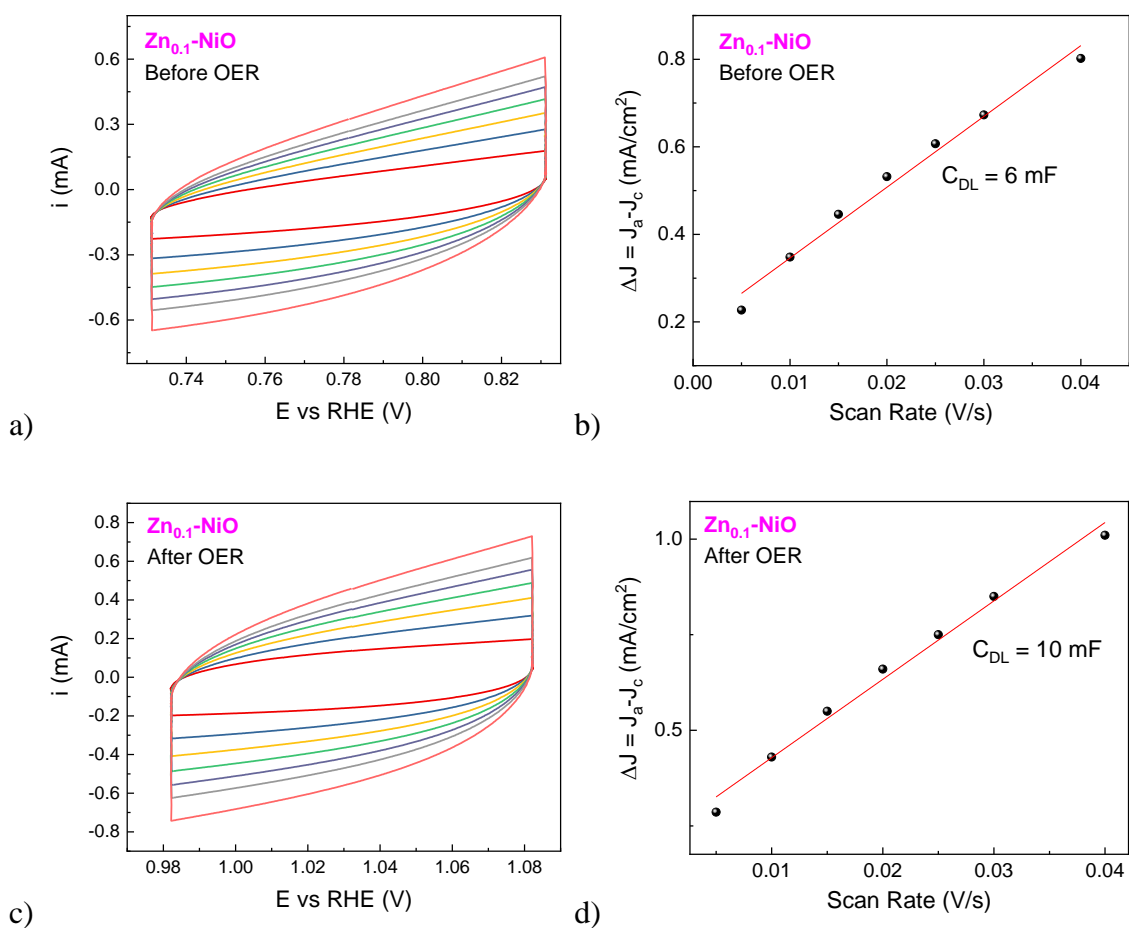 Zn0.1-NiO
Before OER
i (mA)
0.6
0.3
0.0
-0.3
-0.6
0.74 0.76 0.78 0.80 0.82
E vs RHE (V)
a)
Zn0.1-NiO
Before OER
ΔJ = Ja-Jc (mA/cm2)
0.8
0.6
0.4
0.2
CDL = 6 mF
0.00 0.01 0.02 0.03 0.04
Scan Rate (V/s)
b)
Zn0.1-NiO
After OER
i (mA)
0.8
0.6
0.4
0.2
0.0
-0.2
-0.4
-0.6
-0.8
0.98 1.00 1.02 1.04 1.06 1.08
E vs RHE (V)
c)
Zn0.1-NiO
After OER
ΔJ = Ja-Jc (mA/cm2)
1.0
0.5
CDL = 10 mF
0.01 0.02 0.03 0.04
Scan Rate (V/s)
d)